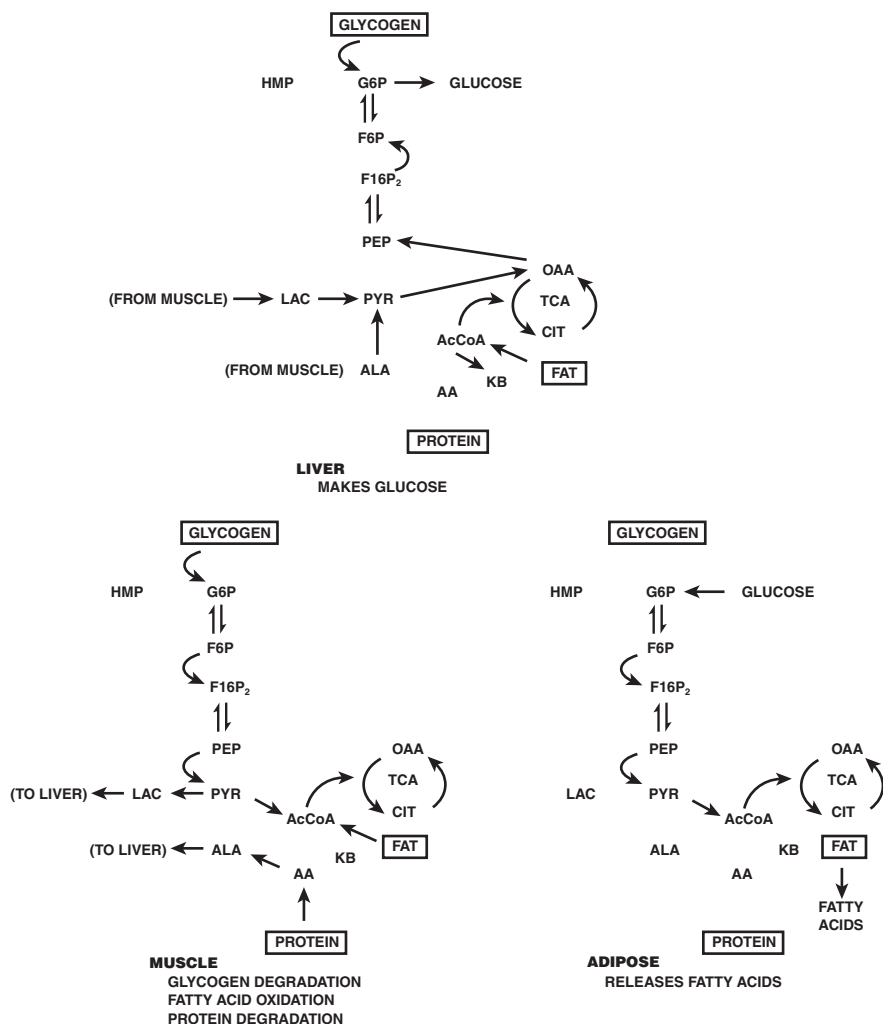 GLYCOGEN
HMP G6P GLUCOSE
F6P
F16P₂
PEP
OAA
(FROM MUSCLE) LAC PYR TCA
CIT
AcCoA
(FROM MUSCLE) ALA KB FAT
AA
PROTEIN
LIVER
MAKES GLUCOSE
GLYCOGEN
HMP G6P
F6P
F16P₂
PEP OAA
TCA
(TO LIVER) LAC PYR
CIT
AcCoA
(TO LIVER) ALA KB FAT
AA
PROTEIN
MUSCLE
GLYCOGEN DEGRADATION
FATTY ACID OXIDATION
PROTEIN DEGRADATION
GLYCOGEN
HMP G6P GLUCOSE
F6P
F16P₂
PEP OAA
TCA
LAC PYR
CIT
AcCoA
ALA KB FAT
AA
FATTY
ACIDS
PROTEIN
ADIPOSE
RELEASES FATTY ACIDS